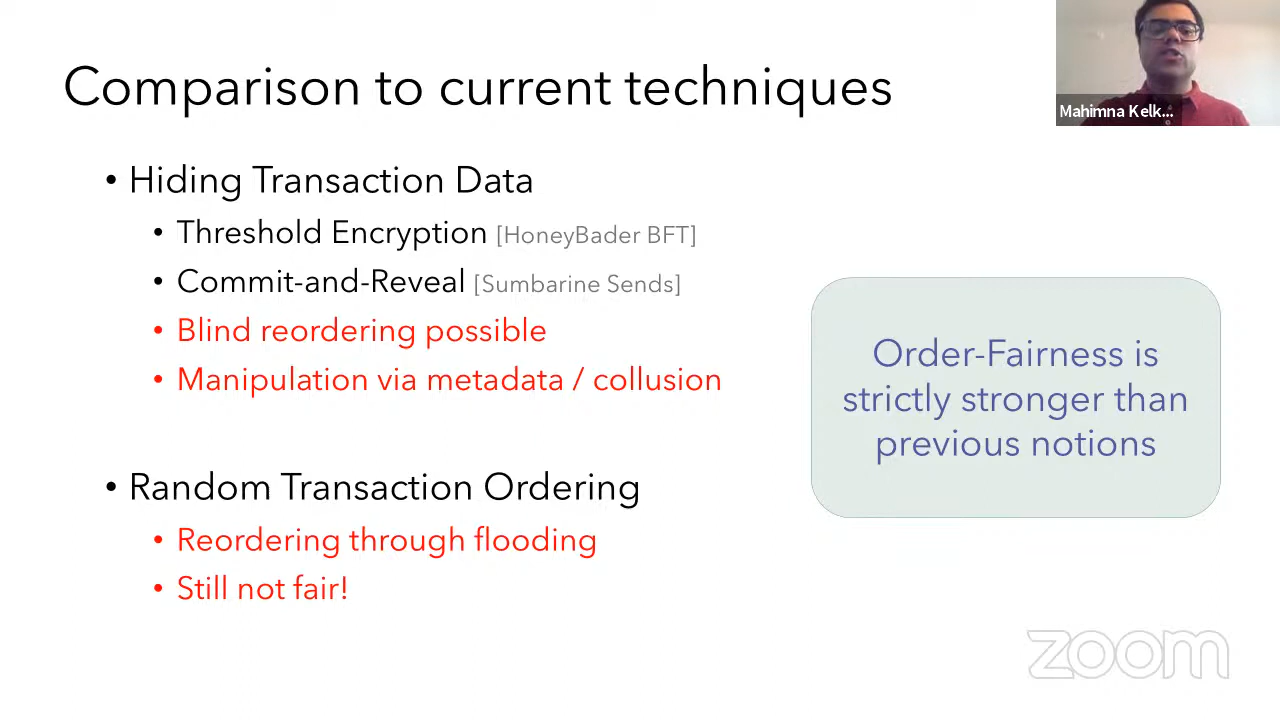 Comparison to current techniques
Mahimna Kelk...
• Hiding Transaction Data
• Threshold Encryption [HoneyBader BFT]
• Commit-and-Reveal [Sumbarine Sends]
• Blind reordering possible
• Manipulation via metadata / collusion
• Random Transaction Ordering
• Reordering through flooding
• Still not fair!
Order-Fairness is
strictly stronger than
previous notions
zoom